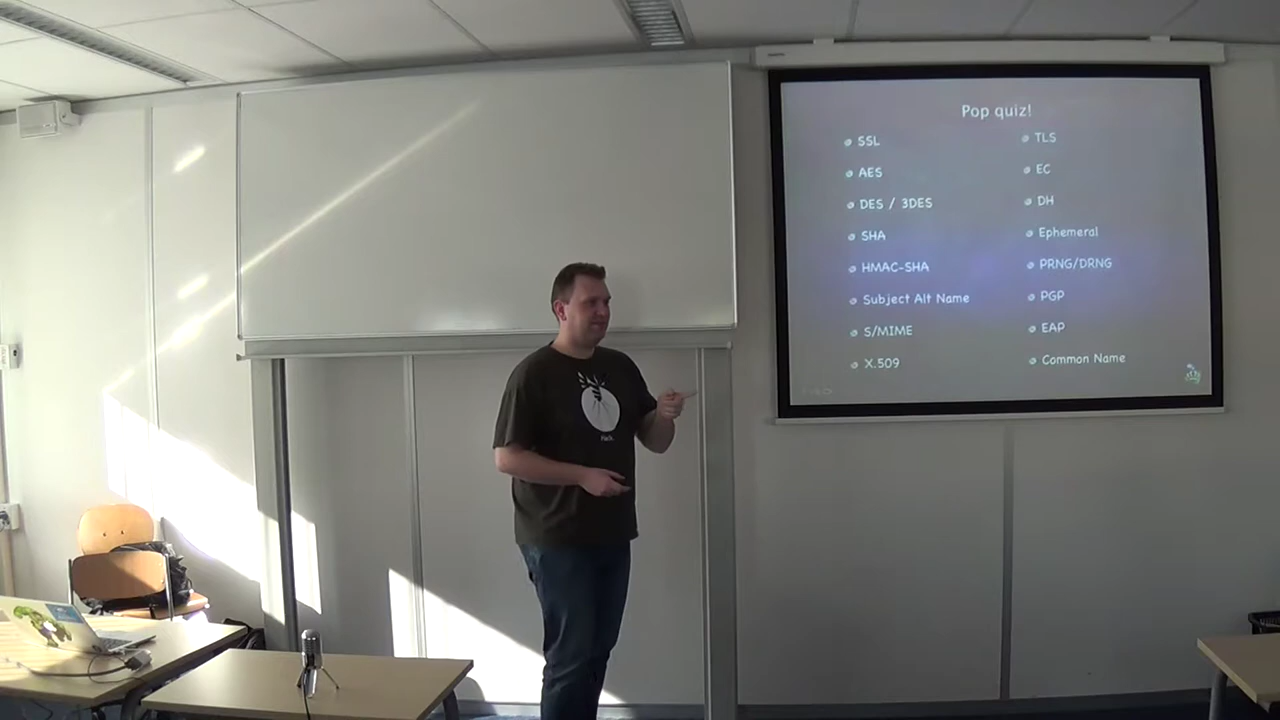 Pop quiz!
SSL
AES
DES / 3DES
SHA
HMAC-SHA
Subject Alt Name
S/MIME
X.509
TLS
EC
DH
Ephemeral
PRNG/DRNG
PGP
EAP
Common Name